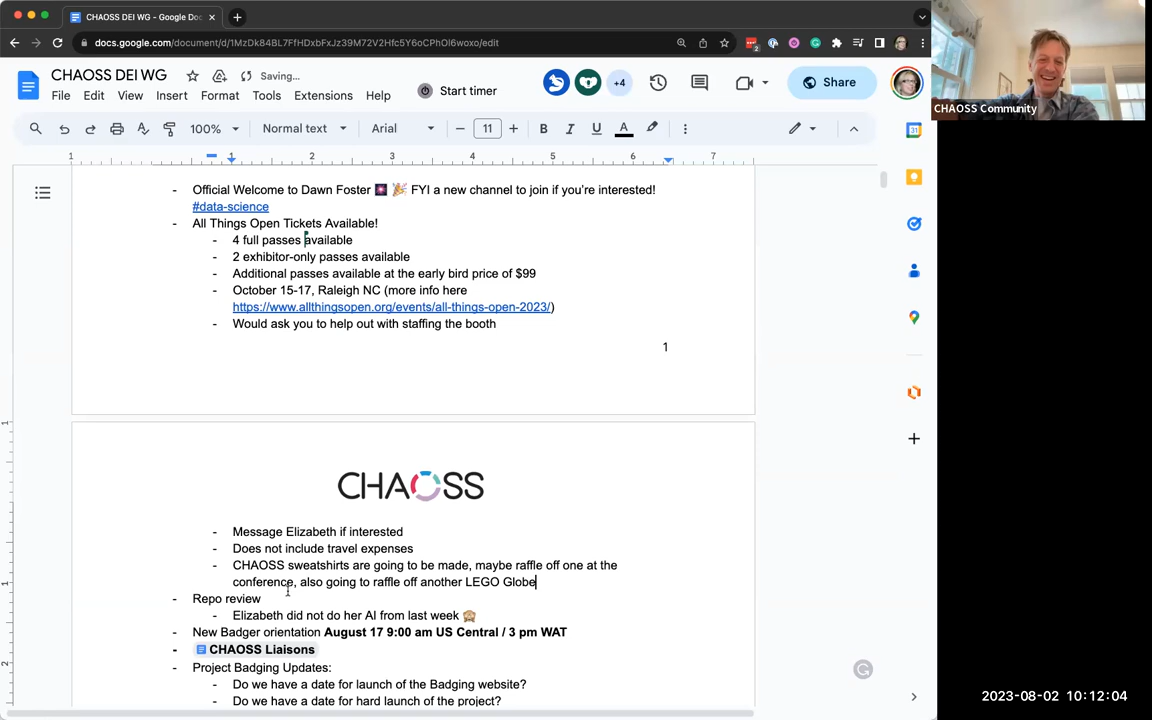 CHAOSS DEI WG - Google Doc
docs.google.com/document/d/1MzDk84BL7FfHDxbFxJz39M72V2Hfc5Y6oCPhOl6woxo/edit
CHAOSS DEI WG
Saving...
File Edit View Insert Format Tools Extensions Help
Start timer
+4
Share
CHAOSS Community
100% Normal text Arial 11 B I U A
1 1 2 3 4 5 6 7
- Official Welcome to Dawn Foster 🎆 🎉 FYI a new channel to join if you're interested!
#data-science
- All Things Open Tickets Available!
- 4 full passes available
- 2 exhibitor-only passes available
- Additional passes available at the early bird price of $99
- October 15-17, Raleigh NC (more info here
https://www.allthingsopen.org/events/all-things-open-2023/)
- Would ask you to help out with staffing the booth
1
CHAOSS
- Message Elizabeth if interested
- Does not include travel expenses
- CHAOSS sweatshirts are going to be made, maybe raffle off one at the
conference, also going to raffle off another LEGO Globe
- Repo review
- Elizabeth did not do her AI from last week 🙈
- New Badger orientation August 17 9:00 am US Central / 3 pm WAT
- CHAOSS Liaisons
- Project Badging Updates:
- Do we have a date for launch of the Badging website?
- Do we have a date for hard launch of the project?
2023-08-02 10:12:04